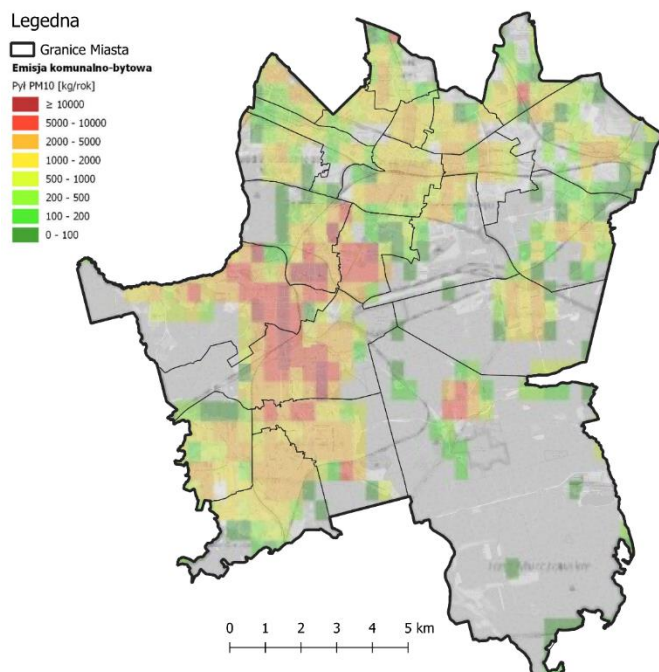 Legedna
Granice Miasta
Emisja komunalno-bytowa
Pył PM10 [kg/rok]
≥ 10000
5000 - 10000
2000 - 5000
1000 - 2000
500 - 1000
200 - 500
100 - 200
0 - 100
0 1 2 3 4 5 km